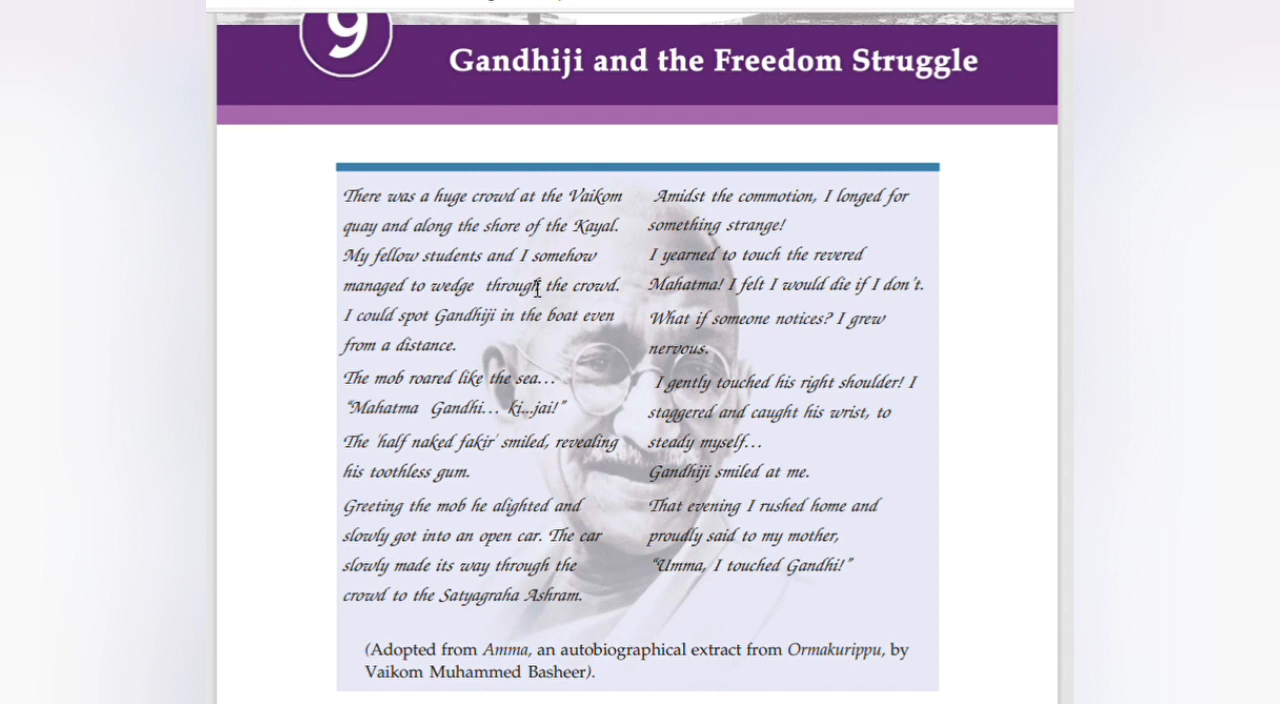 9
Gandhiji and the Freedom Struggle
There was a huge crowd at the Vaikom
quay and along the shore of the Kayal.
My fellow students and I somehow
managed to wedge through the crowd.
I could spot Gandhiji in the boat even
from a distance.
The mob roared like the sea...
"Mahatma Gandhi... ki...jai!"
The 'half naked fakir' smiled, revealing
his toothless gum.
Greeting the mob he alighted and
slowly got into an open car. The car
slowly made its way through the
crowd to the Satyagraha Ashram.
Amidst the commotion, I longed for
something strange!
I yearned to touch the revered
Mahatma! I felt I would die if I don't.
What if someone notices? I grew
nervous.
I gently touched his right shoulder! I
staggered and caught his wrist, to
steady myself...
Gandhiji smiled at me.
That evening I rushed home and
proudly said to my mother,
"Umma, I touched Gandhi!"
(Adopted from Amma, an autobiographical extract from Ormakurippu, by
Vaikom Muhammed Basheer).